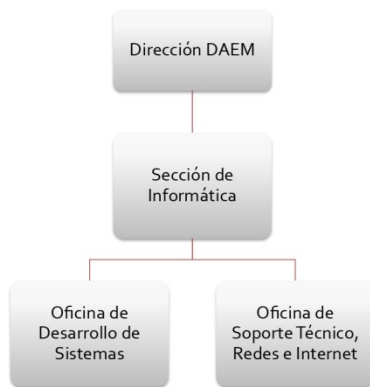 Dirección DAEM
Sección de
Informática
Oficina de
Desarrollo de
Sistemas
Oficina de
Soporte Técnico,
Redes e Internet